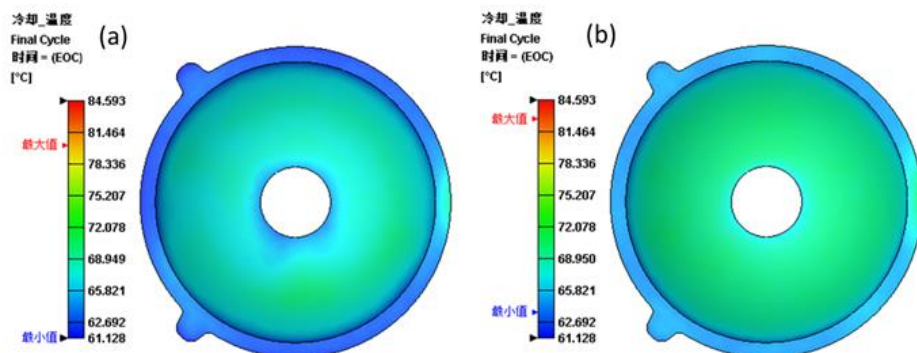 冷却_温度
Final Cycle
时间 = (EOC)
[°C]
(a)
84.593
81.464
最大值
78.336
75.207
72.078
68.949
65.821
62.692
最小值
61.128
冷却_温度
Final Cycle
时间 = (EOC)
[°C]
(b)
84.593
最大值
81.464
78.336
75.207
72.078
68.950
65.821
最小值
62.692
61.128